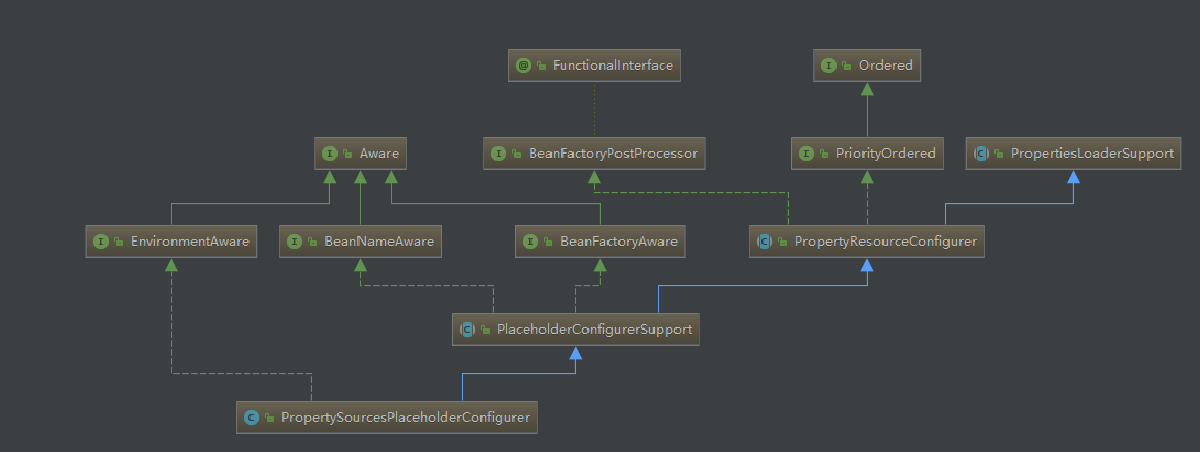 FunctionalInterface
Ordered
Aware
BeanFactoryPostProcessor
PriorityOrdered
PropertiesLoaderSupport
EnvironmentAware
BeanNameAware
BeanFactoryAware
PropertyResourceConfigurer
PlaceholderConfigurerSupport
PropertySourcesPlaceholderConfigurer